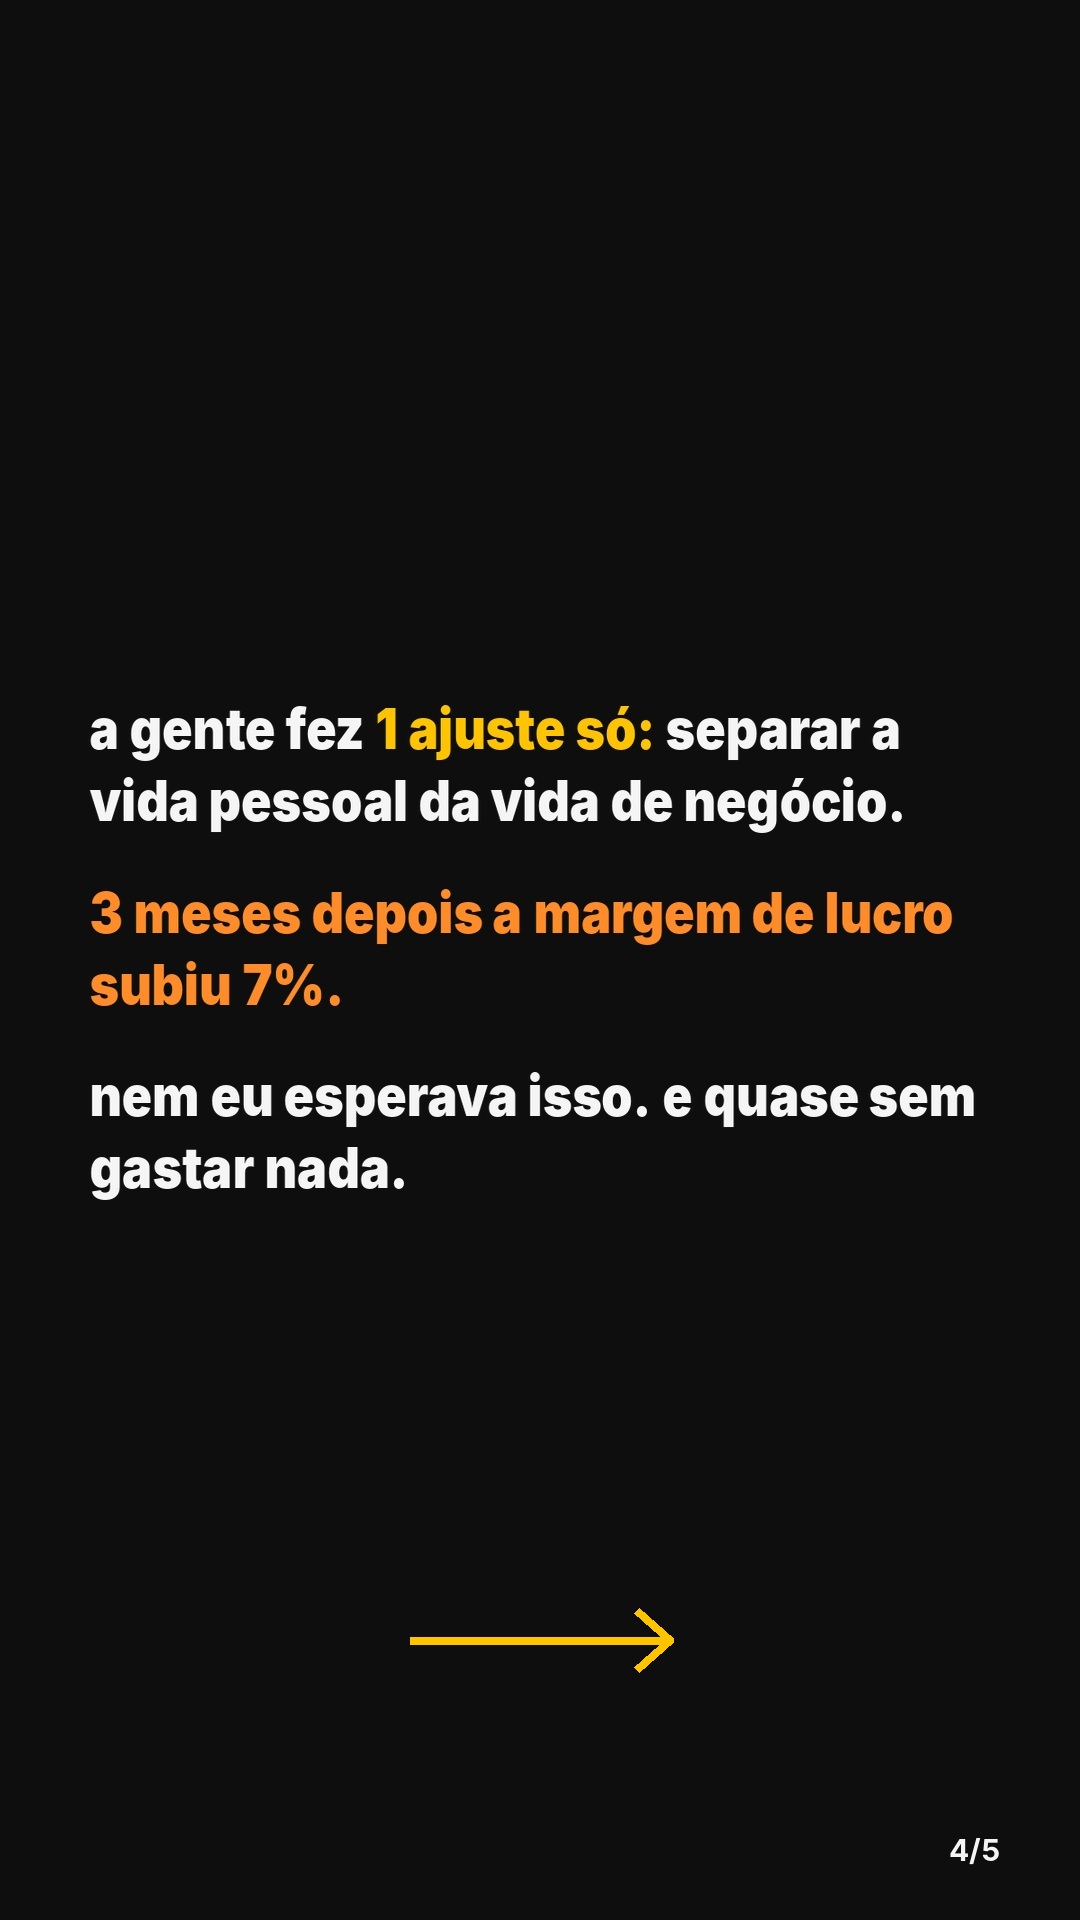 a gente fez 1 ajuste só: separar a
vida pessoal da vida de negócio.
3 meses depois a margem de lucro
subiu 7%.
nem eu esperava isso. e quase sem
gastar nada.
4/5